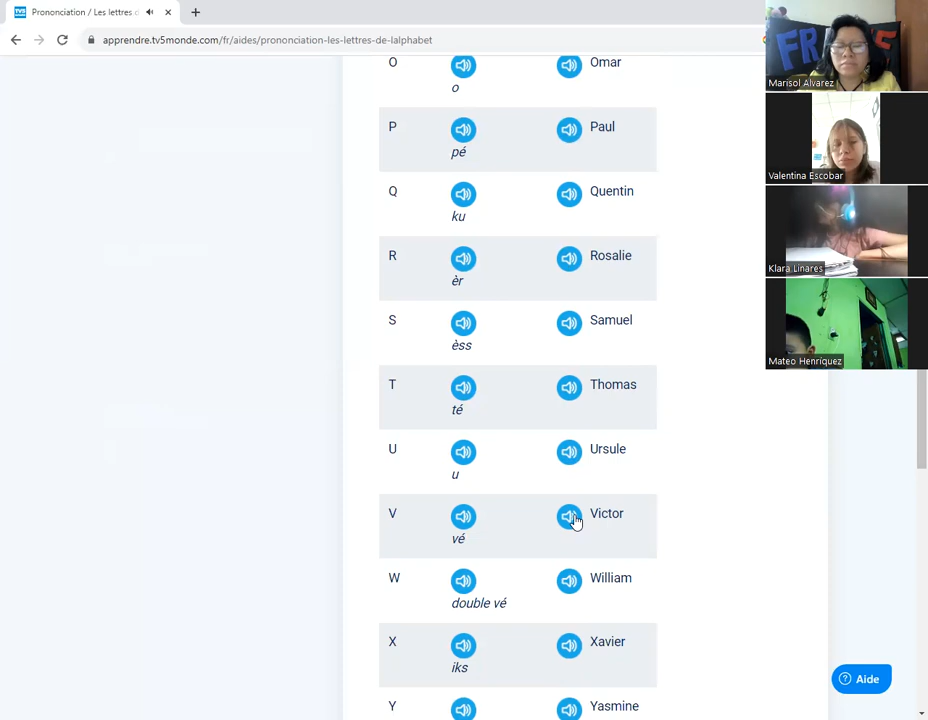 TV5 Prononciation / Les lettres d
apprendre.tv5monde.com/fr/aides/prononciation-les-lettres-de-lalphabet
O Omar
o
P Paul
pé
Q Quentin
ku
R Rosalie
èr
S Samuel
èss
T Thomas
té
U Ursule
u
V Victor
vé
W William
double vé
X Xavier
iks
Y Yasmine
Marisol Alvarez
Valentina Escobar
Klara Linares
Mateo Henriquez
? Aide